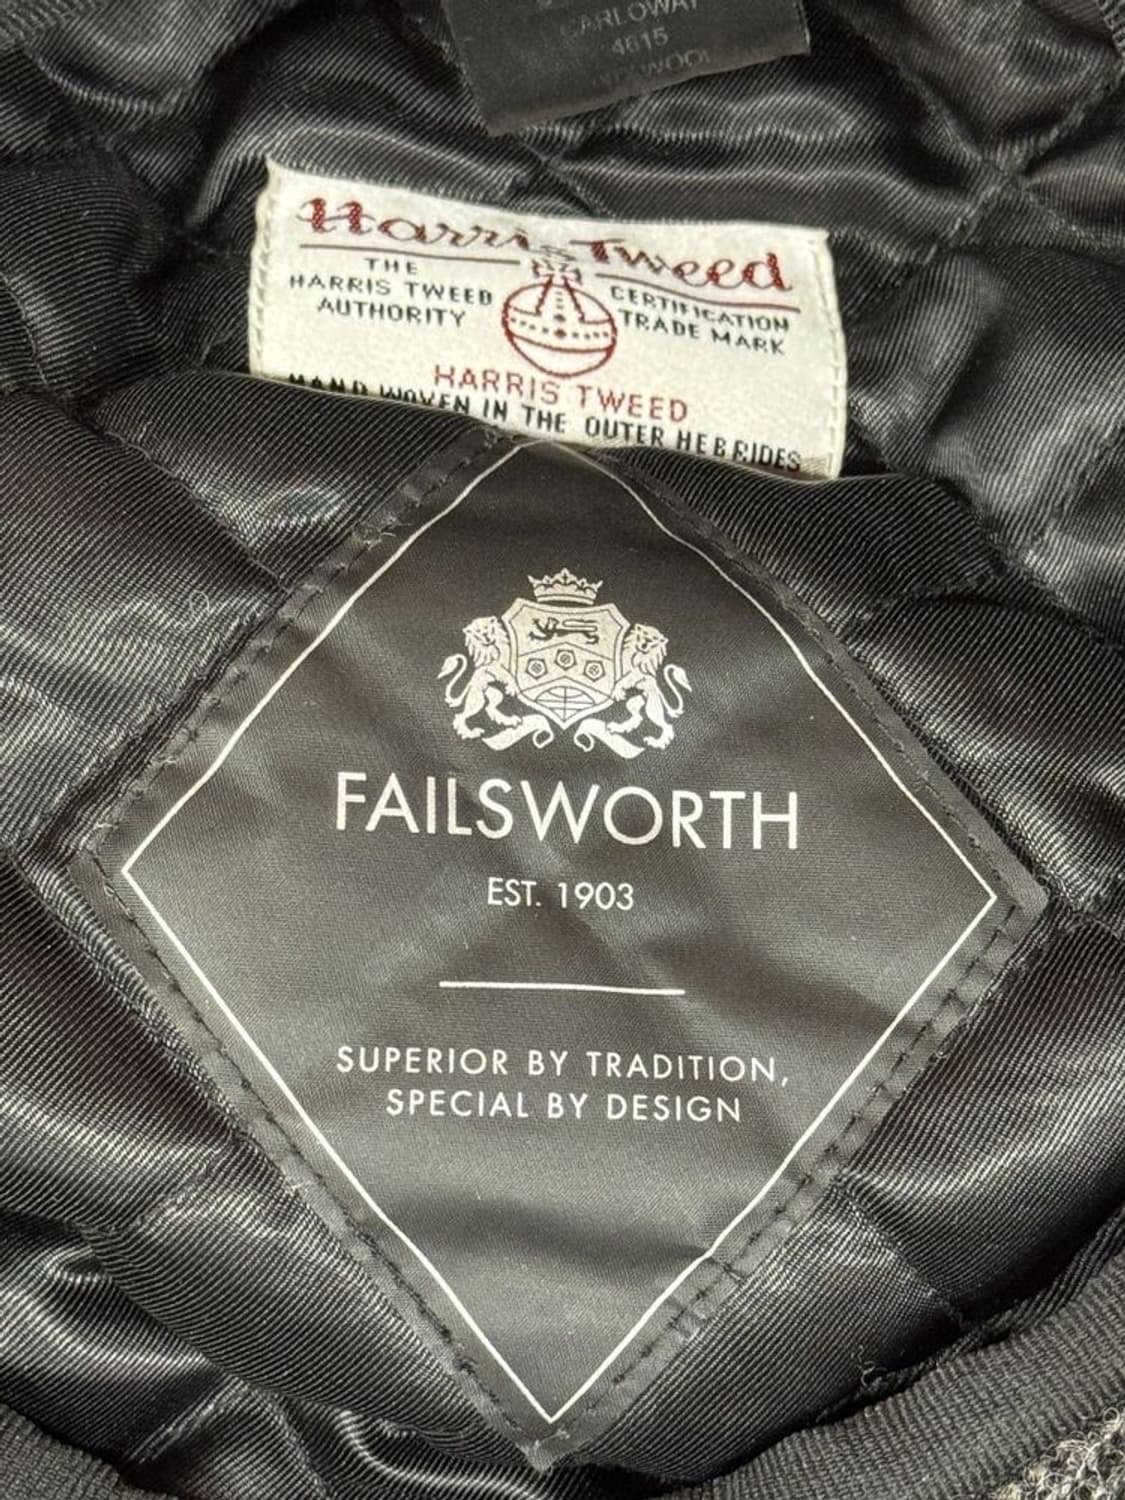 CARLOWAY
4615
Harris Tweed
THE
HARRIS TWEED
AUTHORITY
CERTIFICATION
TRADE MARK
HARRIS TWEED
HAND WOVEN IN THE OUTER HEBRIDES
FAILSWORTH
EST. 1903
SUPERIOR BY TRADITION,
SPECIAL BY DESIGN